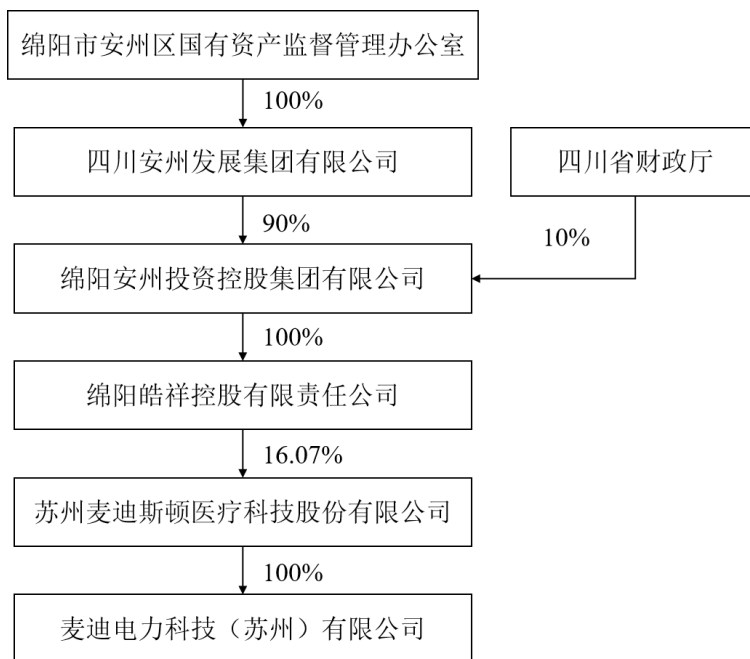 绵阳市安州区国有资产监督管理办公室
100%
四川安州发展集团有限公司
四川省财政厅
90%
10%
绵阳安州投资控股集团有限公司
100%
绵阳皓祥控股有限责任公司
16.07%
苏州麦迪斯顿医疗科技股份有限公司
100%
麦迪电力科技（苏州）有限公司